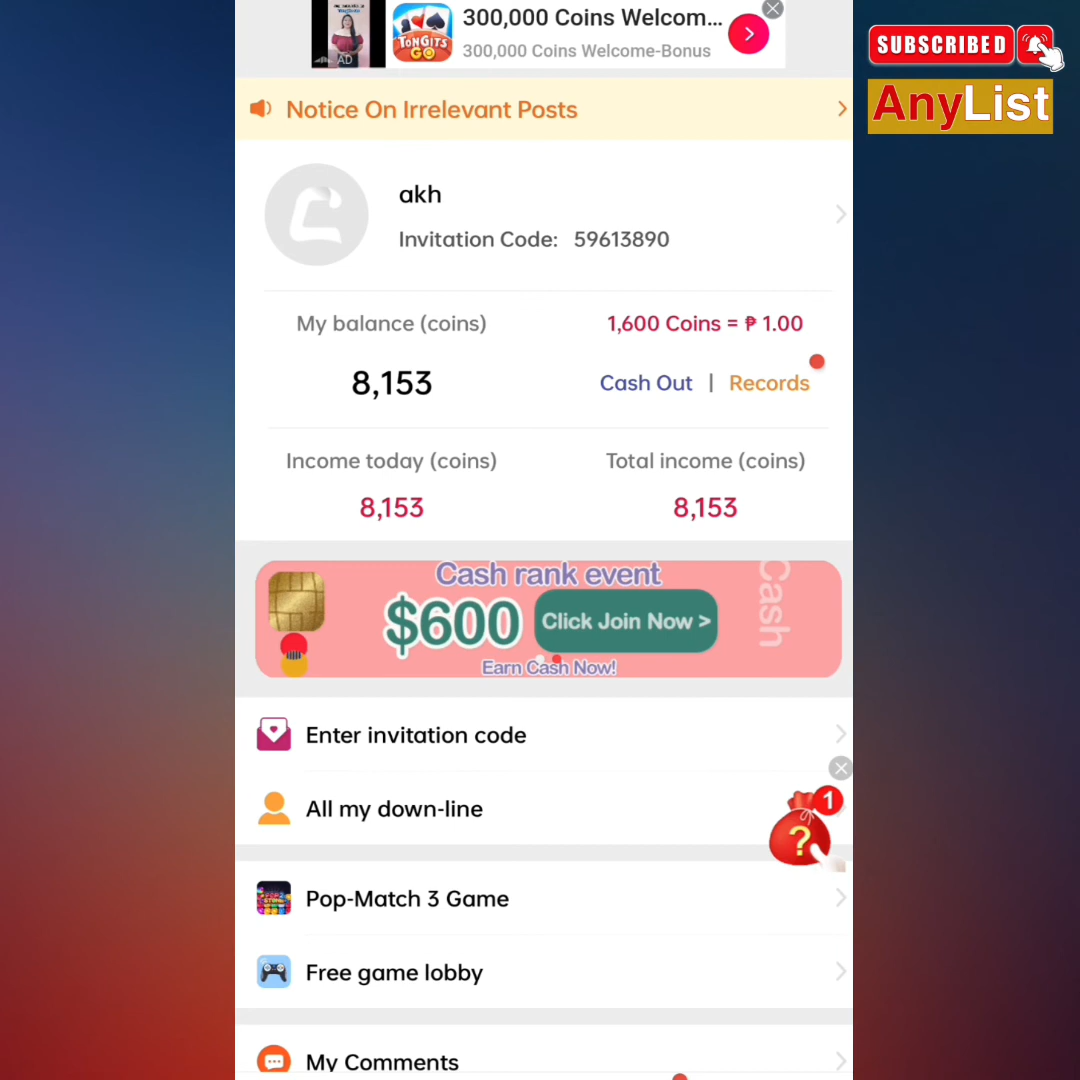 300,000 Coins Welcom...
300,000 Coins Welcome-Bonus
TONGITS
GO
AD
SUBSCRIBED
AnyList
Notice On Irrelevant Posts
akh
Invitation Code: 59613890
My balance (coins)
1,600 Coins = ₱ 1.00
8,153
Cash Out | Records
Income today (coins)
Total income (coins)
8,153
8,153
Cash rank event
$600
Click Join Now >
Earn Cash Now!
Cash
Enter invitation code
All my down-line
1
?
Pop-Match 3 Game
Free game lobby
My Comments